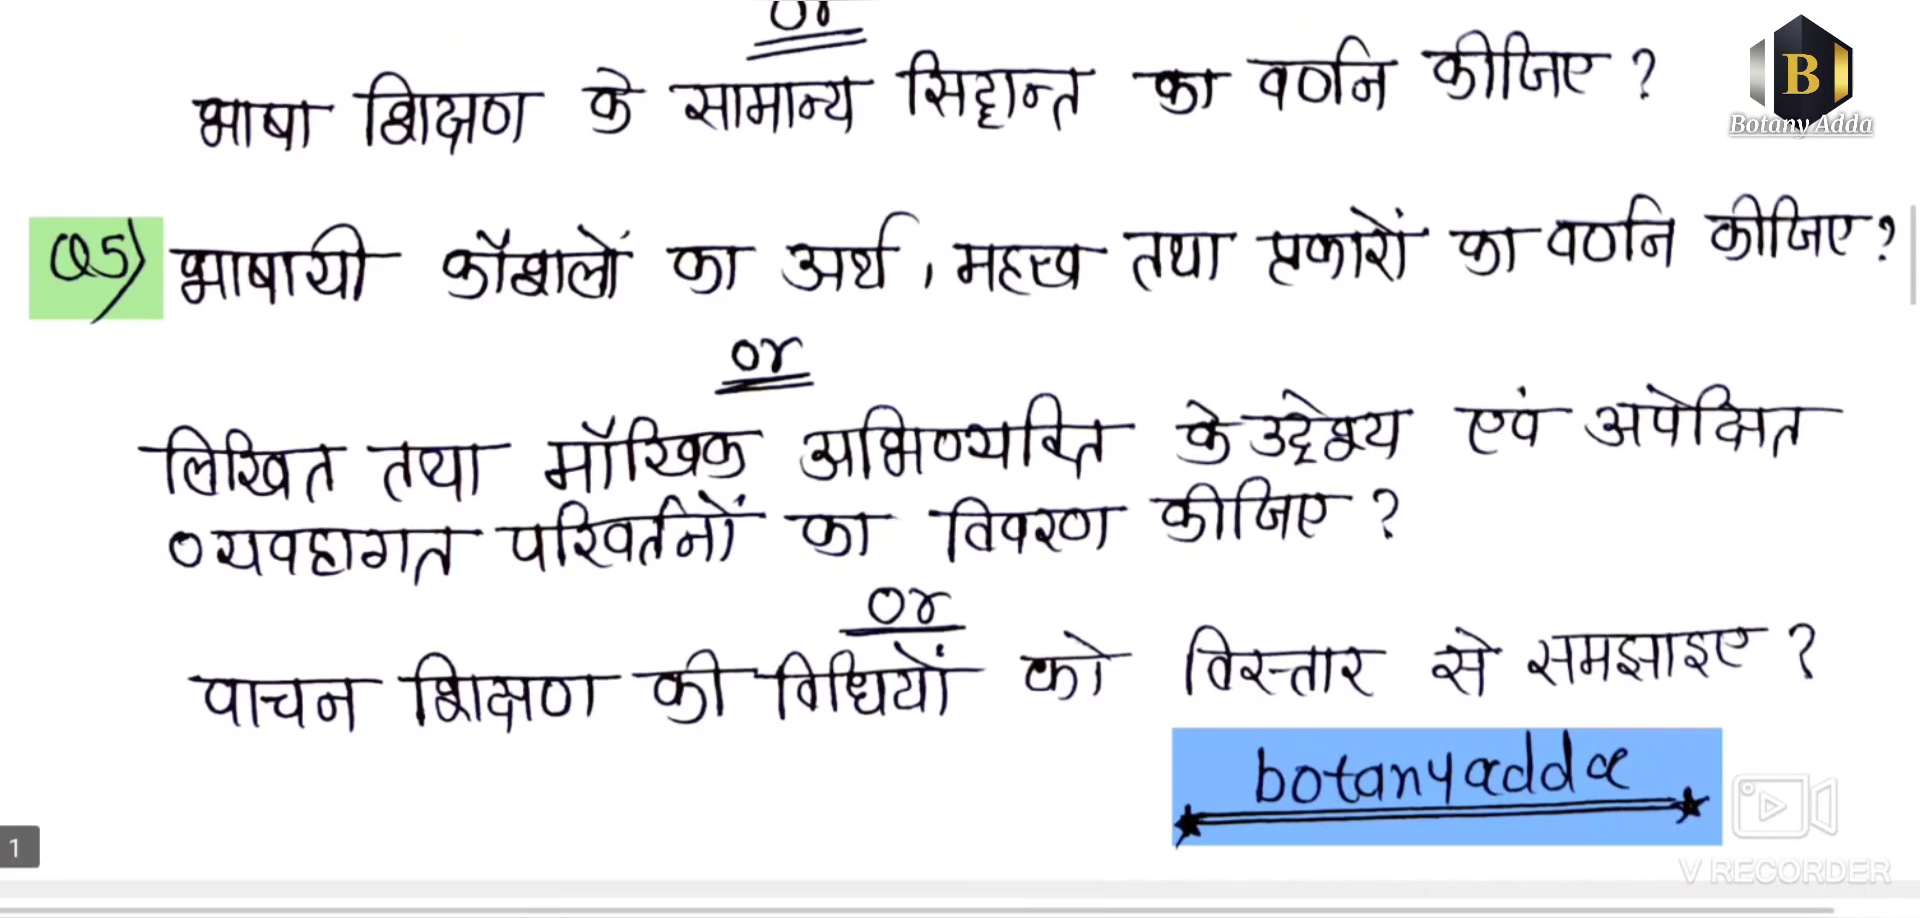 or
भाषा शिक्षण के सामान्य सिद्दान्त का वर्णन कीजिए ?
B
Botany Adda
Q5) भाषायी कौशलों का अर्थ, महत्व तथा प्रकारों का वर्णन कीजिए ?
or
लिखित तथा मौखिक अभिव्यक्ति के उद्देश्य एवं अपेक्षित
व्यवहागत परिवर्तनों का विवरण कीजिए ?
or
वाचन शिक्षण की विधियों को विस्तार से समझाइए ?
botanyadda
1
V RECORDER